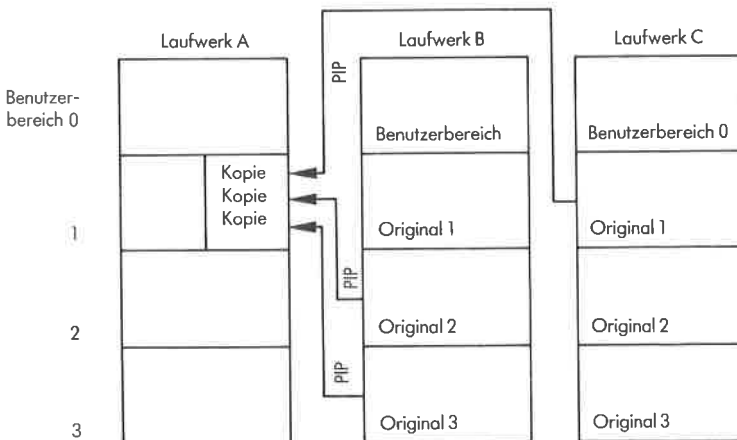 Laufwerk A
Laufwerk B
Laufwerk C
Benutzer-
bereich 0
PIP
Benutzerbereich
Benutzerbereich 0
Kopie
Kopie
Kopie
1
Original 1
Original 1
PIP
2
Original 2
Original 2
PIP
3
Original 3
Original 3